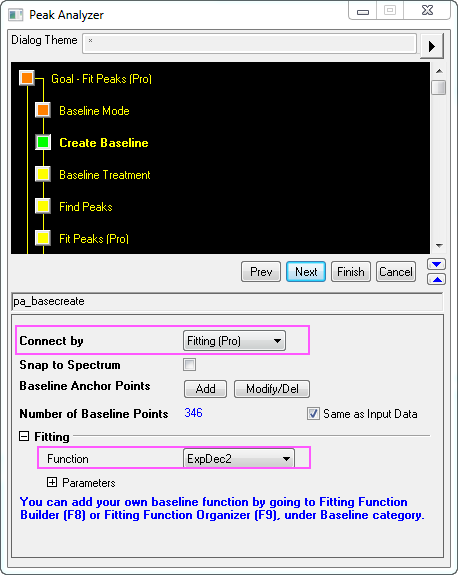 Peak Analyzer
Dialog Theme *
Goal - Fit Peaks (Pro)
Baseline Mode
Create Baseline
Baseline Treatment
Find Peaks
Fit Peaks (Pro)
Prev Next Finish Cancel
pa_basecreate
Connect by Fitting (Pro)
Snap to Spectrum
Baseline Anchor Points Add Modify/Del
Number of Baseline Points 346 Same as Input Data
Fitting
Function ExpDec2
Parameters
You can add your own baseline function by going to Fitting Function
Builder (F8) or Fitting Function Organizer (F9), under Baseline category.